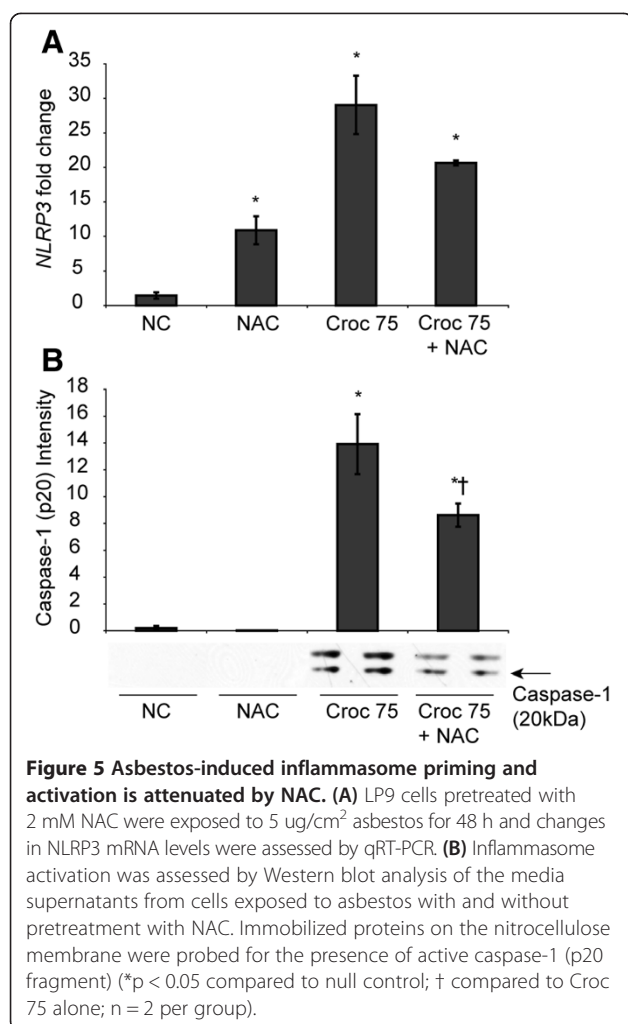 A
NLRP3 fold change
35
30
25
20
15
10
5
0
*
*
*
NC
NAC
Croc 75
Croc 75
+ NAC
B
Caspase-1 (p20) Intensity
18
16
14
12
10
8
6
4
2
0
*
*†
Caspase-1
(20kDa)
NC
NAC
Croc 75
Croc 75
+ NAC
Figure 5 Asbestos-induced inflammasome priming and
activation is attenuated by NAC. (A) LP9 cells pretreated with
2 mM NAC were exposed to 5 ug/cm² asbestos for 48 h and changes
in NLRP3 mRNA levels were assessed by qRT-PCR. (B) Inflammasome
activation was assessed by Western blot analysis of the media
supernatants from cells exposed to asbestos with and without
pretreatment with NAC. Immobilized proteins on the nitrocellulose
membrane were probed for the presence of active caspase-1 (p20
fragment) (*p < 0.05 compared to null control; † compared to Croc
75 alone; n = 2 per group).